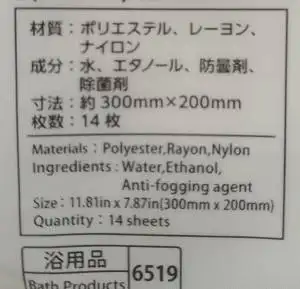 材質：ポリエステル、レーヨン、
ナイロン
成分：水、エタノール、防曇剤、
除菌剤
寸法：約 300mm×200mm
枚数：14 枚
Materials：Polyester,Rayon,Nylon
Ingredients：Water,Ethanol,
Anti-fogging agent
Size：11.81in x 7.87in(300mm x 200mm)
Quantity：14 sheets
浴用品
6519
Bath Products